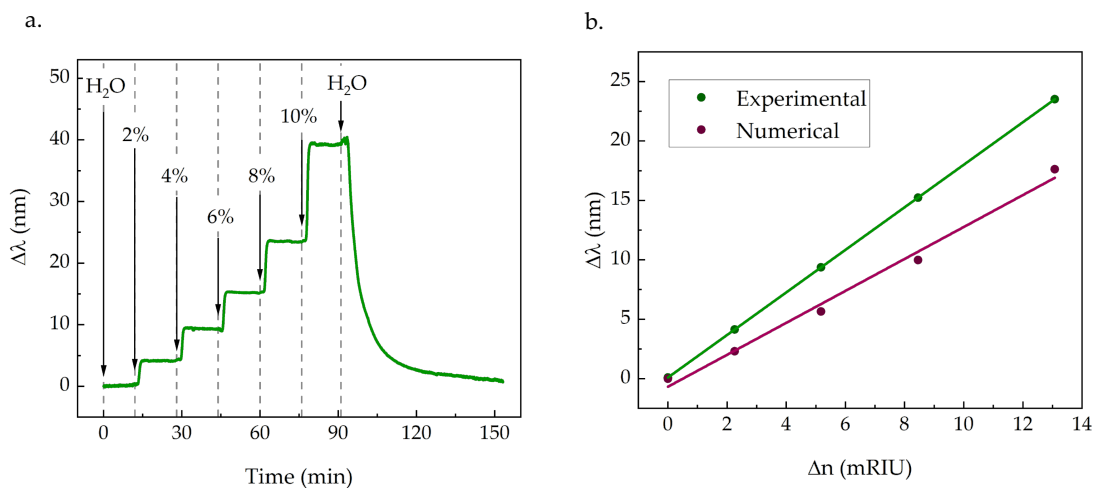 a.
H₂O
2%
4%
6%
8%
10%
H₂O
50
40
30
20
10
0
Δλ (nm)
0 30 60 90 120 150
Time (min)
b.
Experimental
Numerical
25
20
15
10
5
0
Δλ (nm)
0 2 4 6 8 10 12 14
Δn (mRIU)